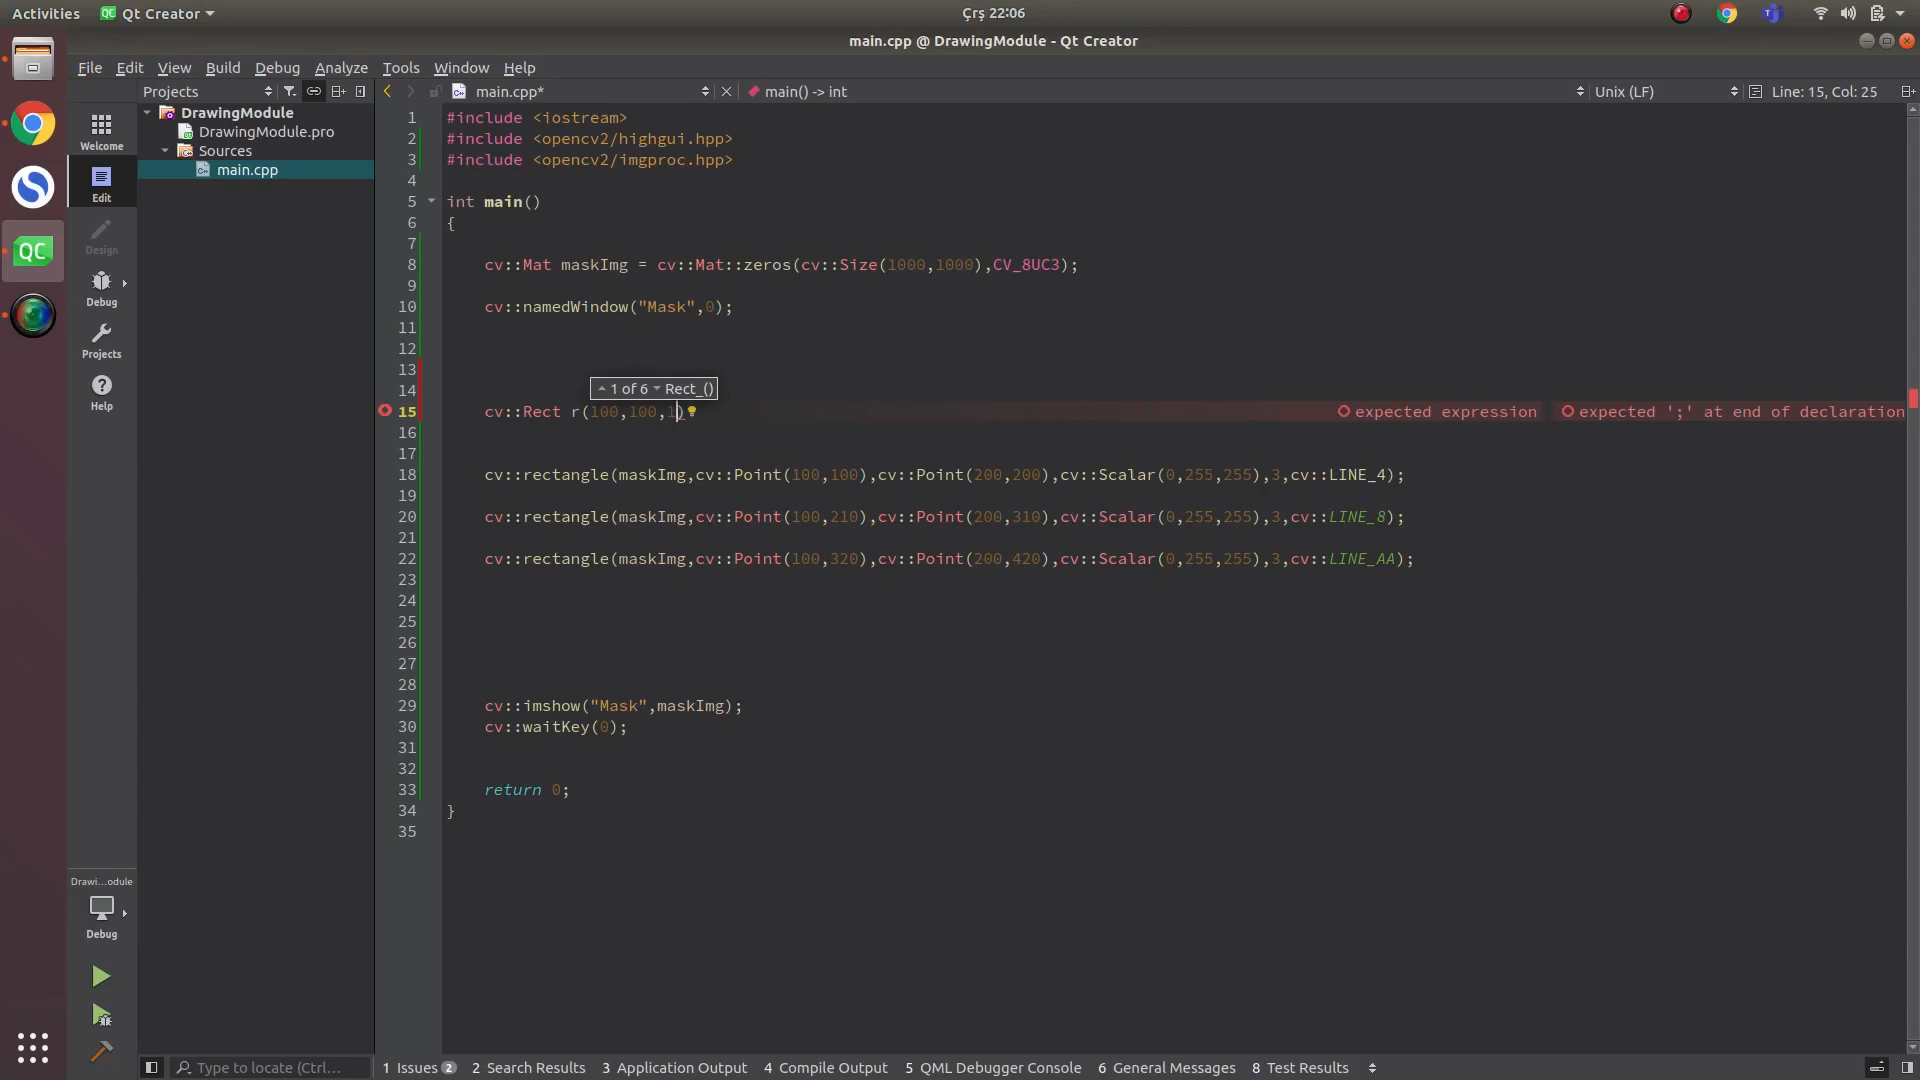 Activities
Qt Creator
Çrş 22:06
main.cpp @ DrawingModule - Qt Creator
File Edit View Build Debug Analyze Tools Window Help
Projects
main.cpp*
main() -> int
Unix (LF)
Line: 15, Col: 25
Welcome
Edit
Design
Debug
Projects
Help
Drawi...odule
Debug
DrawingModule
DrawingModule.pro
Sources
main.cpp
1 #include <iostream>
2 #include <opencv2/highgui.hpp>
3 #include <opencv2/imgproc.hpp>
4
5 int main()
6 {
7
8 cv::Mat maskImg = cv::Mat::zeros(cv::Size(1000,1000),CV_8UC3);
9
10 cv::namedWindow("Mask",0);
11
12
13
14
1 of 6 Rect_()
15 cv::Rect r(100,100,1) expected expression expected ';' at end of declaration
16
17
18 cv::rectangle(maskImg,cv::Point(100,100),cv::Point(200,200),cv::Scalar(0,255,255),3,cv::LINE_4);
19
20 cv::rectangle(maskImg,cv::Point(100,210),cv::Point(200,310),cv::Scalar(0,255,255),3,cv::LINE_8);
21
22 cv::rectangle(maskImg,cv::Point(100,320),cv::Point(200,420),cv::Scalar(0,255,255),3,cv::LINE_AA);
23
24
25
26
27
28
29 cv::imshow("Mask",maskImg);
30 cv::waitKey(0);
31
32
33 return 0;
34 }
35
Type to locate (Ctrl...
1 Issues 2
2 Search Results
3 Application Output
4 Compile Output
5 QML Debugger Console
6 General Messages
8 Test Results